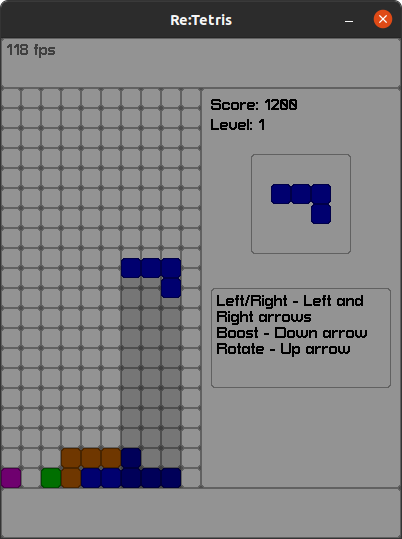 Re:Tetris
118 fps
Score: 1200
Level: 1
Left/Right - Left and
Right arrows
Boost - Down arrow
Rotate - Up arrow